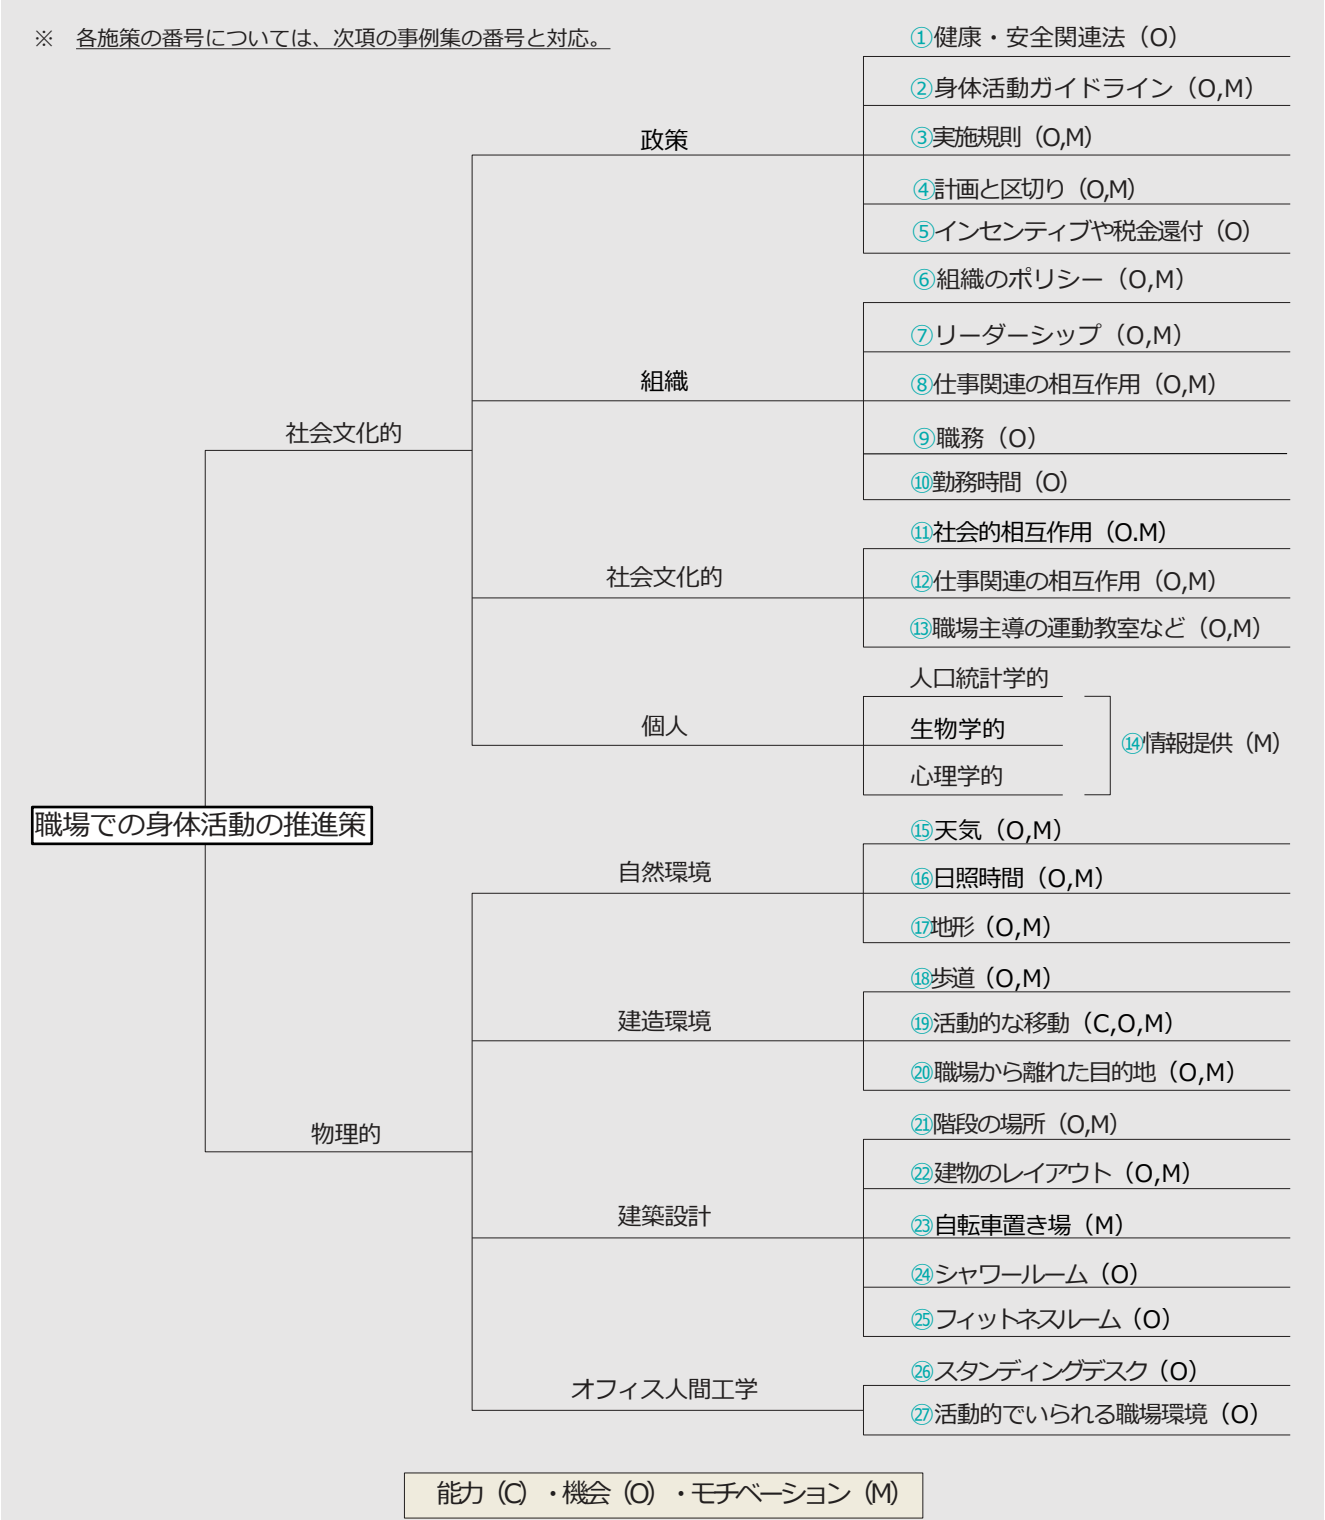 ※ 各施策の番号については、次項の事例集の番号と対応。
①健康・安全関連法（O）
②身体活動ガイドライン（O,M）
政策
③実施規則（O,M）
④計画と区切り（O,M）
⑤インセンティブや税金還付（O）
⑥組織のポリシー（O,M）
⑦リーダーシップ（O,M）
組織
⑧仕事関連の相互作用（O,M）
社会文化的
⑨職務（O）
⑩勤務時間（O）
⑪社会的相互作用（O.M）
社会文化的
⑫仕事関連の相互作用（O,M）
⑬職場主導の運動教室など（O,M）
人口統計学的
個人
生物学的
⑭情報提供（M）
心理学的
職場での身体活動の推進策
⑮天気（O,M）
自然環境
⑯日照時間（O,M）
⑰地形（O,M）
⑱歩道（O,M）
建造環境
⑲活動的な移動（C,O,M）
⑳職場から離れた目的地（O,M）
物理的
㉑階段の場所（O,M）
㉒建物のレイアウト（O,M）
建築設計
㉓自転車置き場（M）
㉔シャワールーム（O）
㉕フィットネスルーム（O）
オフィス人間工学
㉖スタンディングデスク（O）
㉗活動的でいられる職場環境（O）
能力（C）・機会（O）・モチベーション（M）